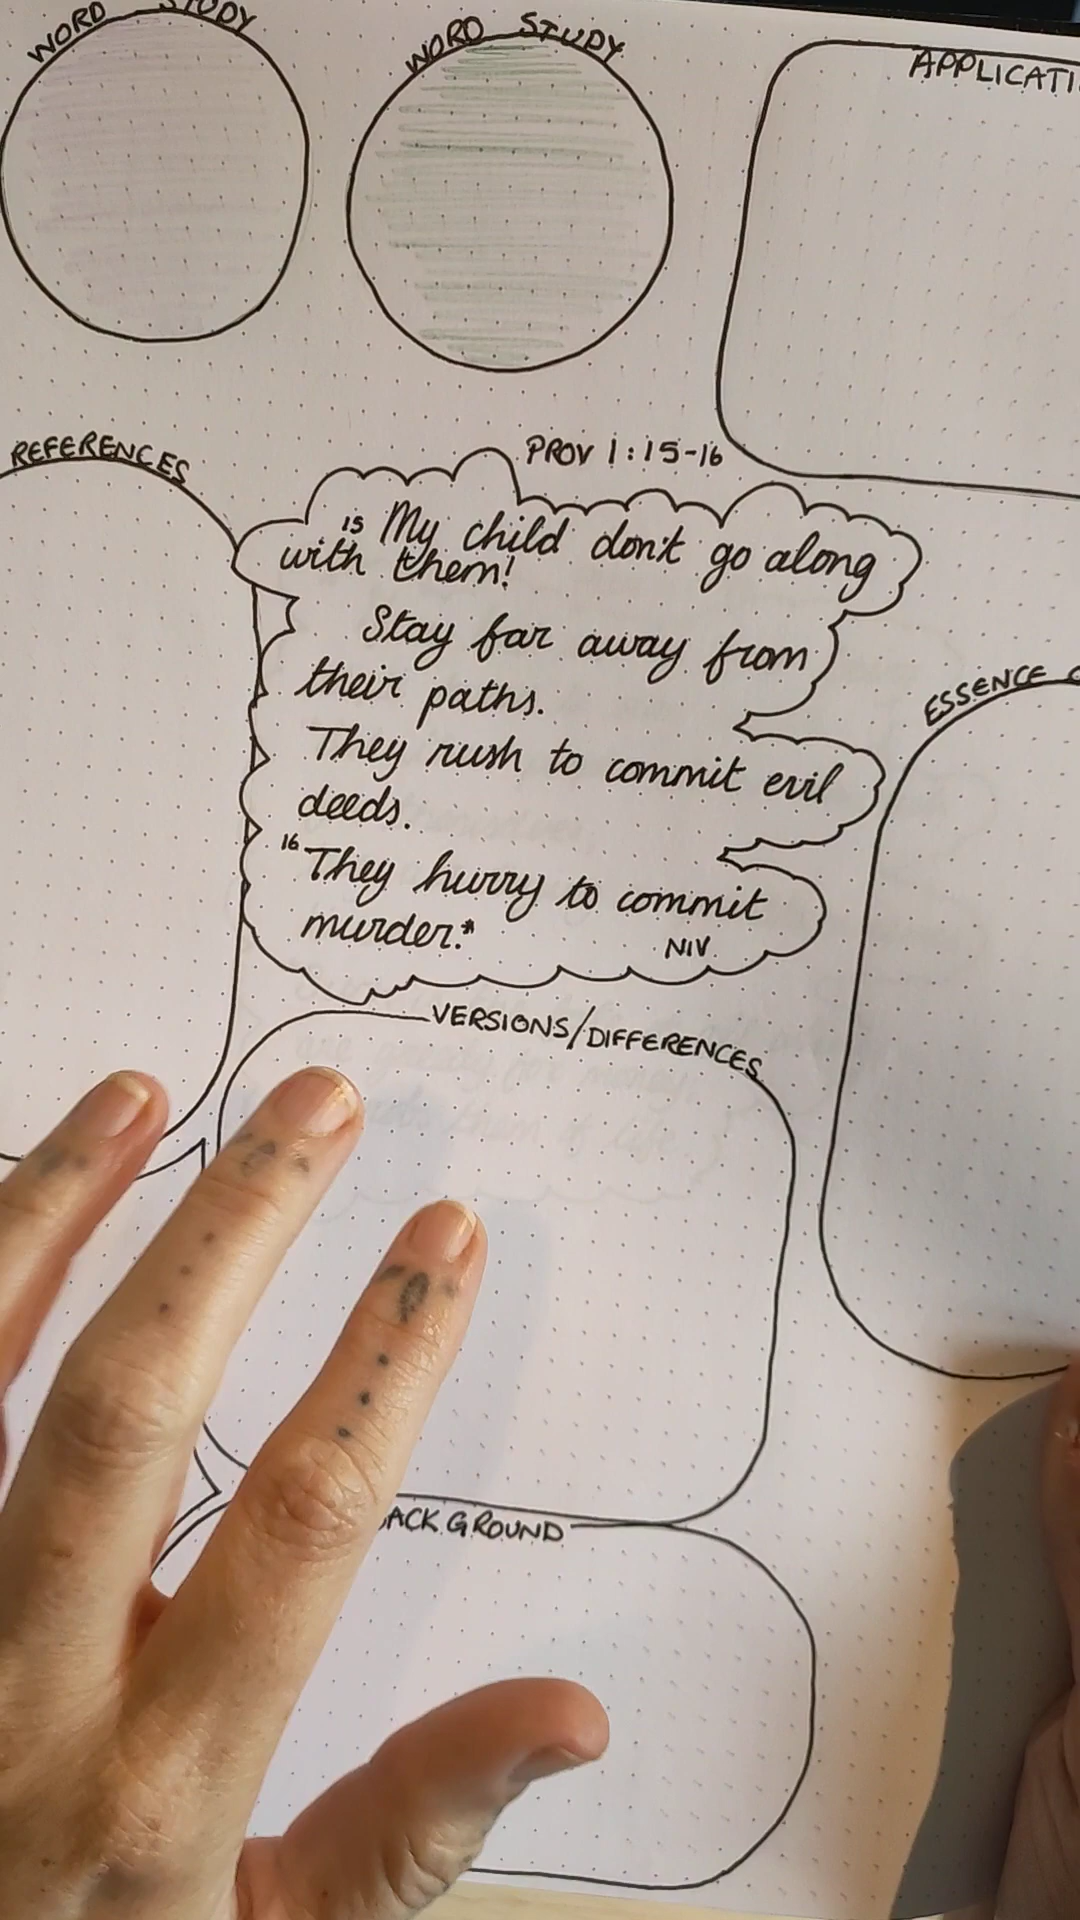 WORD STUDY
WORD STUDY
REFERENCES
PROV 1:15-16
15 My child don't go along
with them!
Stay far away from
their paths.
They rush to commit evil
deeds.
16 They hurry to commit
murder.*
NIV
VERSIONS/DIFFERENCES
ESSENCE